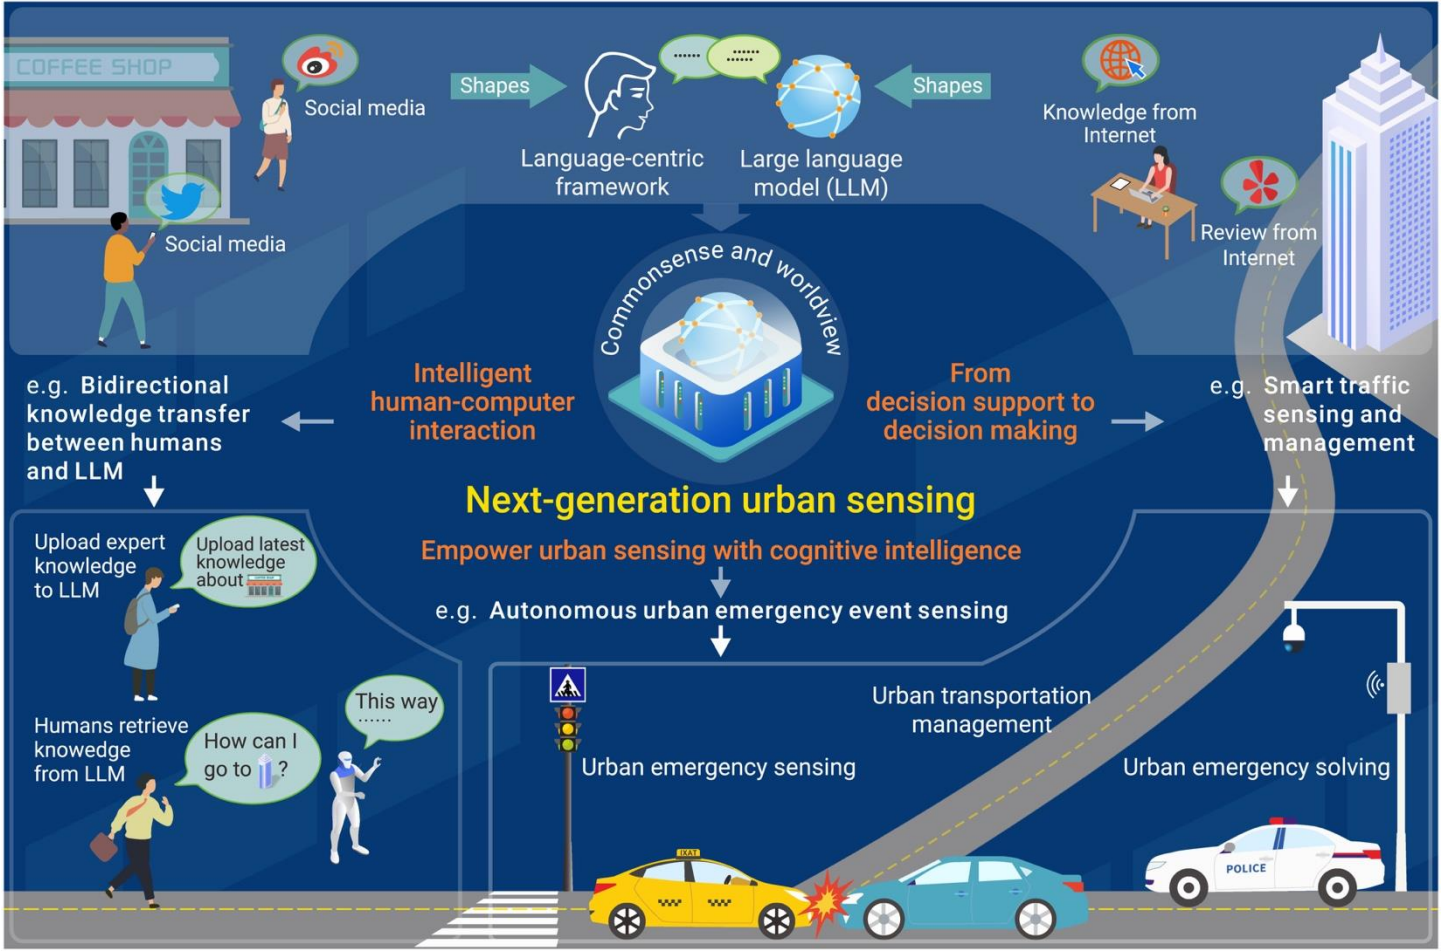 COFFEE SHOP
Social media
Social media
Shapes
Language-centric
framework
Large language
model (LLM)
Shapes
Knowledge from
Internet
Review from
Internet
Commonsense and worldview
e.g. Bidirectional
knowledge transfer
between humans
and LLM
Intelligent
human-computer
interaction
From
decision support to
decision making
e.g. Smart traffic
sensing and
management
Next-generation urban sensing
Empower urban sensing with cognitive intelligence
e.g. Autonomous urban emergency event sensing
Upload expert
knowledge
to LLM
Upload latest
knowledge
about
COFFEE SHOP
Humans retrieve
knowedge
from LLM
How can I
go to ?
This way
......
Urban emergency sensing
Urban transportation
management
Urban emergency solving
TAXI
POLICE